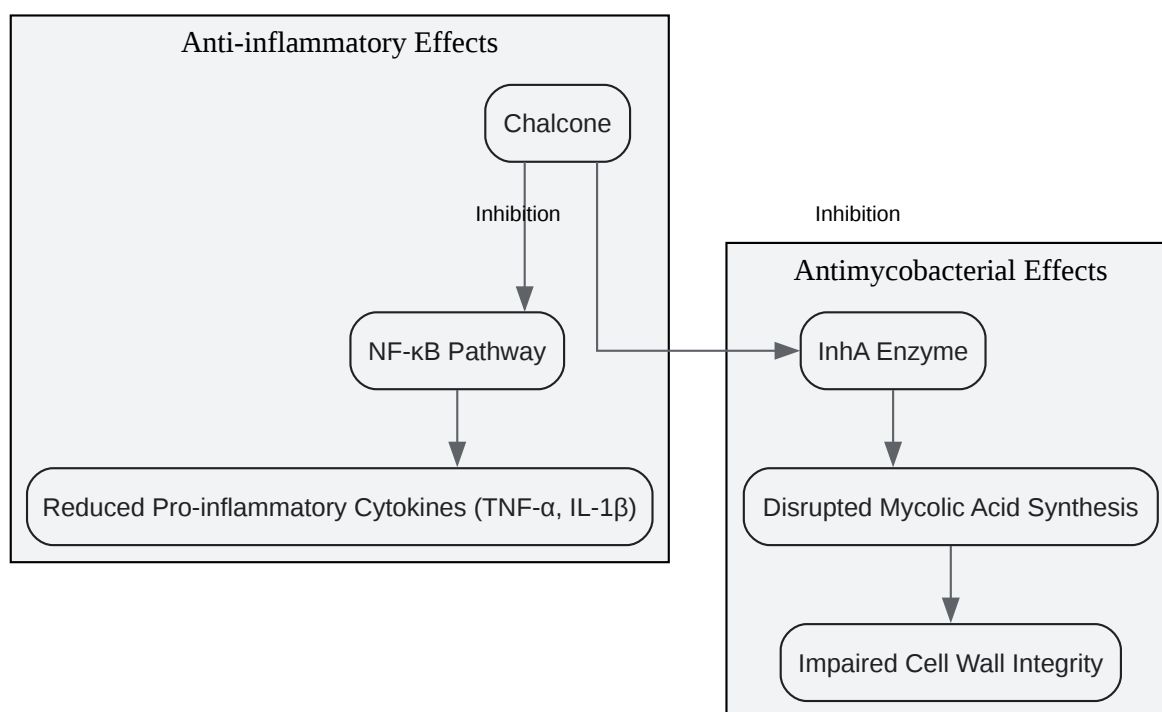 Anti-inflammatory Effects
Chalcone
Inhibition
Inhibition
Antimycobacterial Effects
NF-κB Pathway
InhA Enzyme
Reduced Pro-inflammatory Cytokines (TNF-α, IL-1β)
Disrupted Mycolic Acid Synthesis
Impaired Cell Wall Integrity